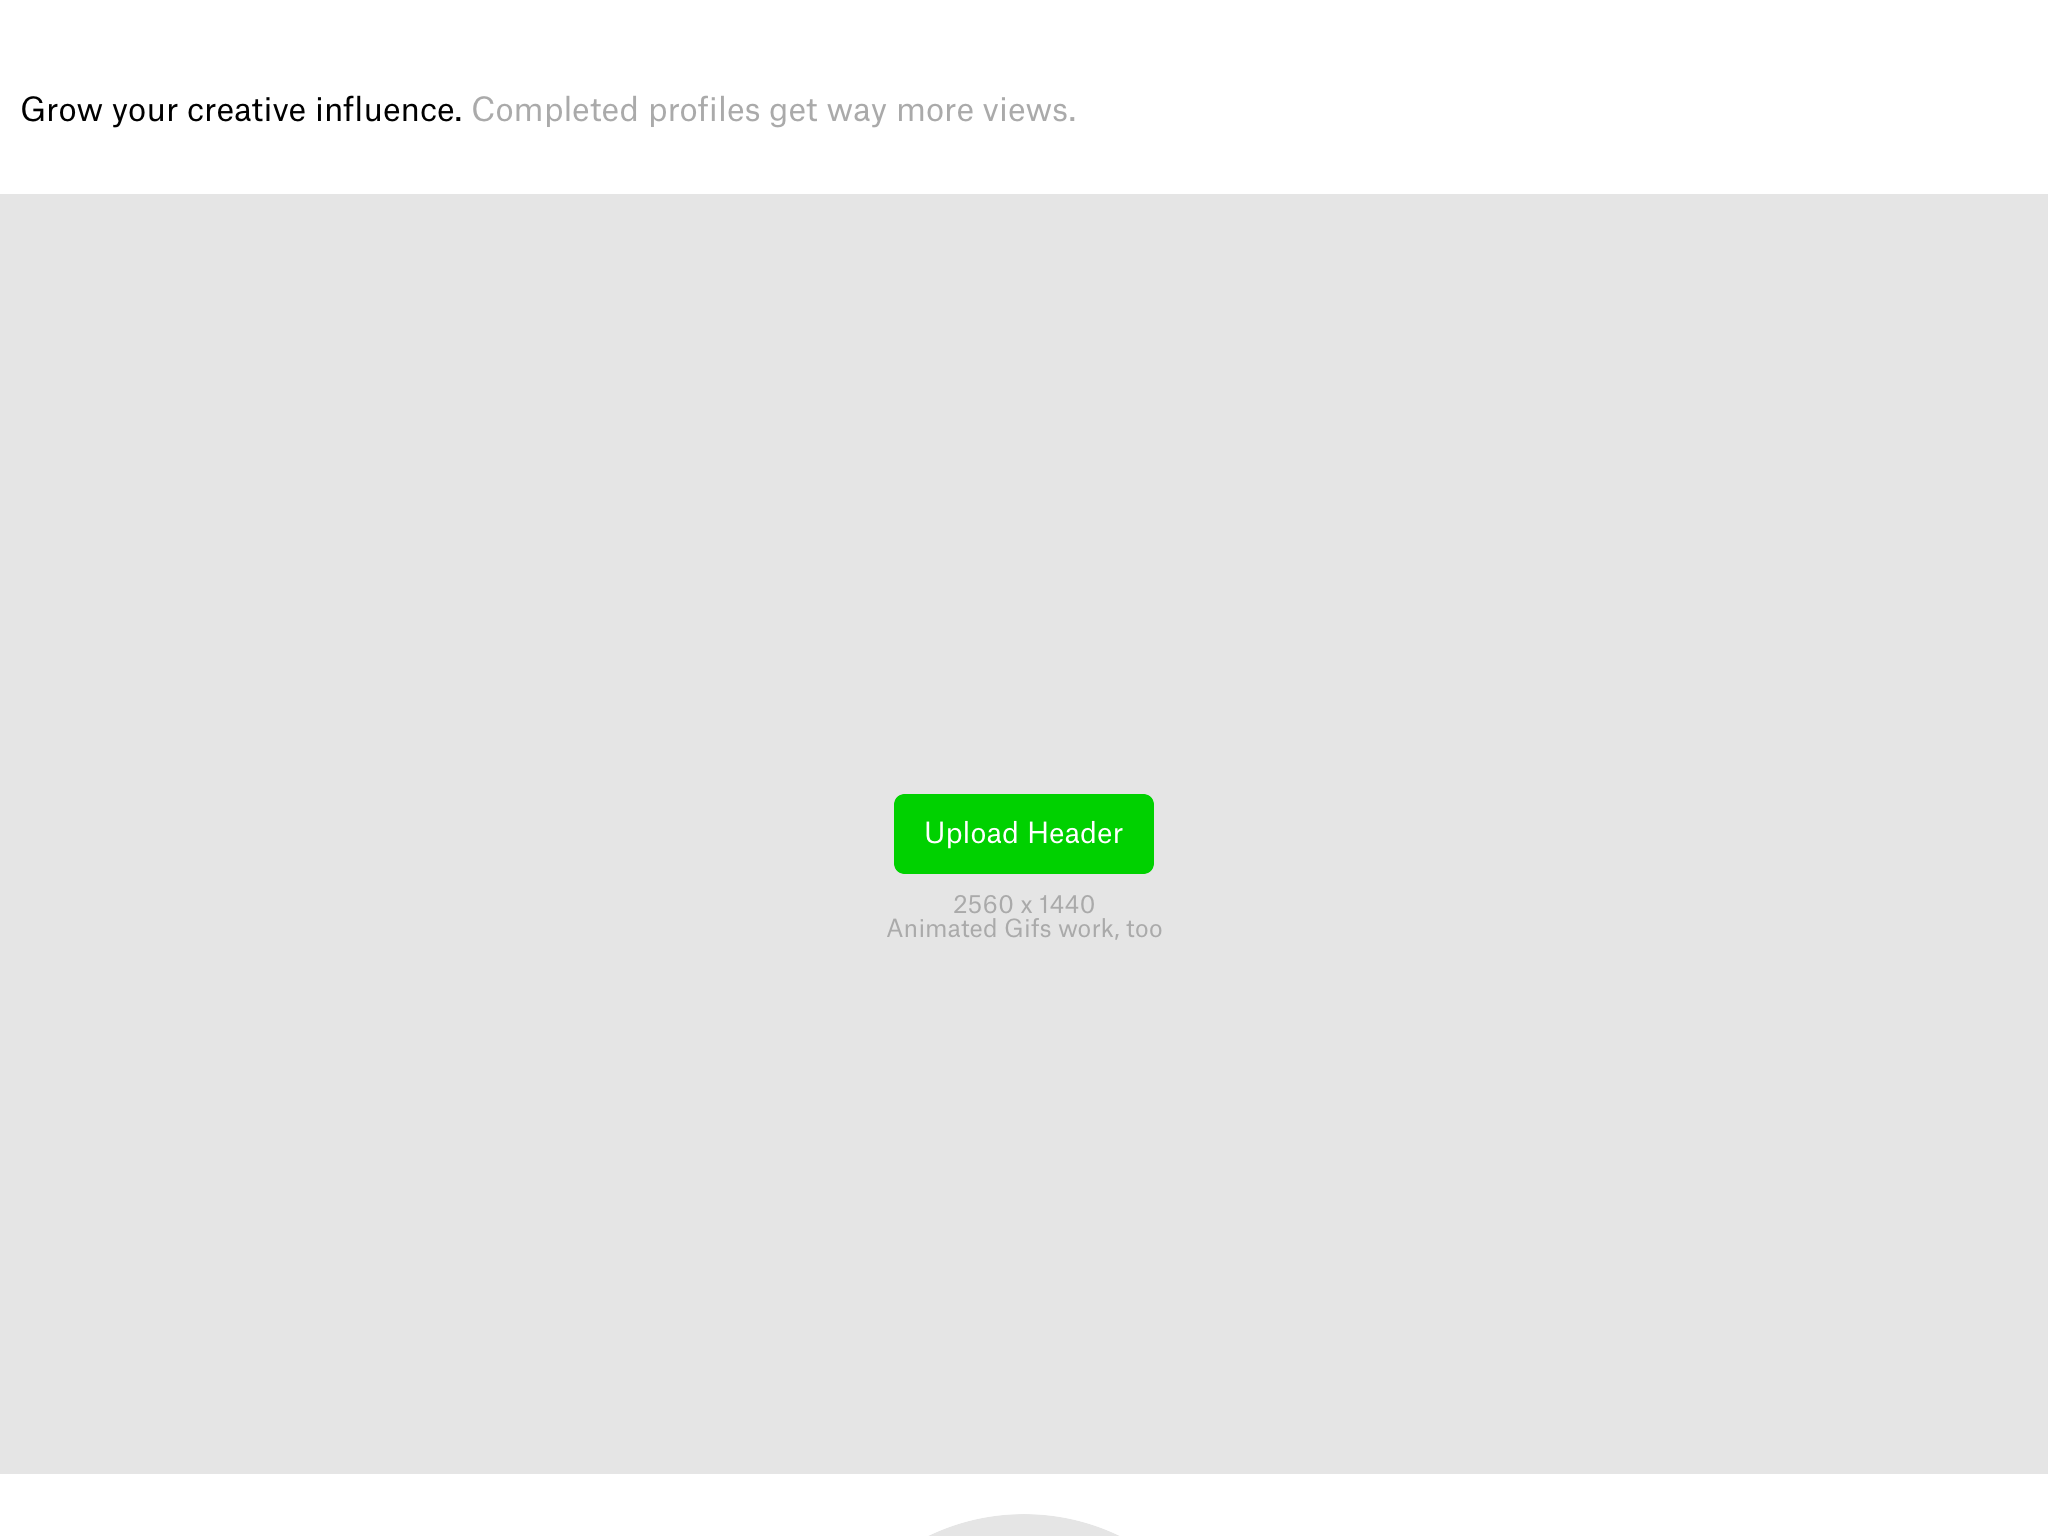 Grow your creative influence. Completed profiles get way more views.
Upload Header
2560 x 1440
Animated Gifs work, too